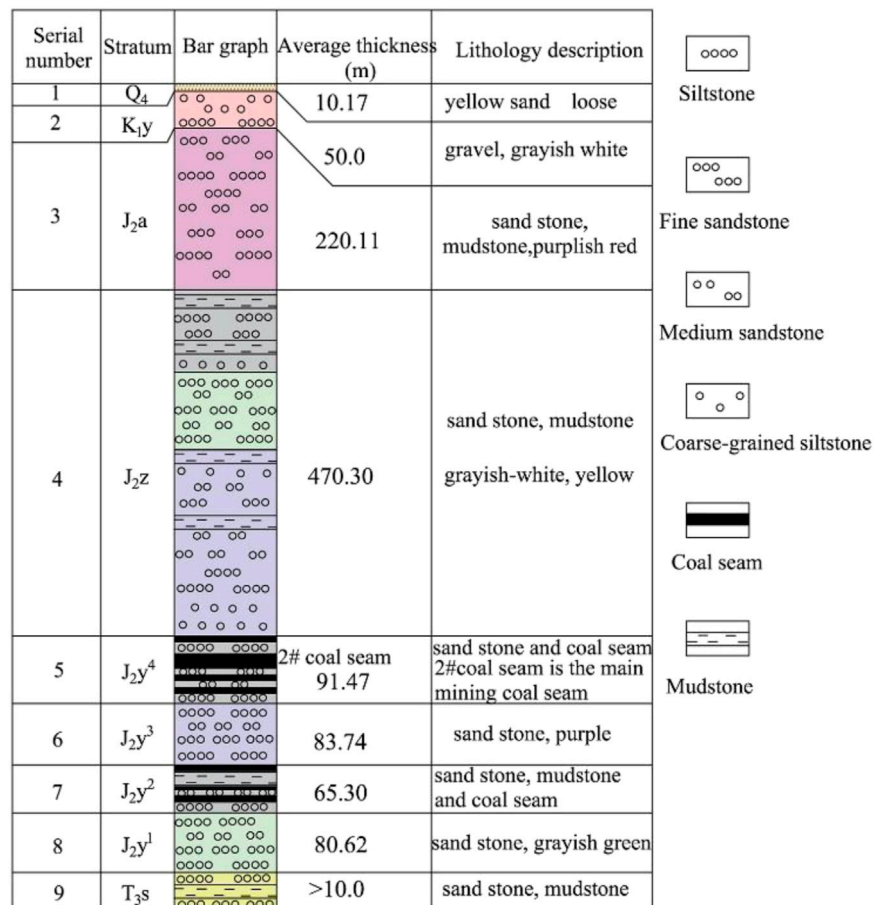 Serial number
Stratum
Bar graph
Average thickness (m)
Lithology description
1
Q₄
10.17
yellow sand loose
2
K₁y
50.0
gravel, grayish white
3
J₂a
220.11
sand stone,
mudstone,purplish red
4
J₂z
470.30
sand stone, mudstone
grayish-white, yellow
5
J₂y⁴
2# coal seam
91.47
sand stone and coal seam
2#coal seam is the main
mining coal seam
6
J₂y³
83.74
sand stone, purple
7
J₂y²
65.30
sand stone, mudstone
and coal seam
8
J₂y¹
80.62
sand stone, grayish green
9
T₃s
>10.0
sand stone, mudstone
Siltstone
Fine sandstone
Medium sandstone
Coarse-grained siltstone
Coal seam
Mudstone